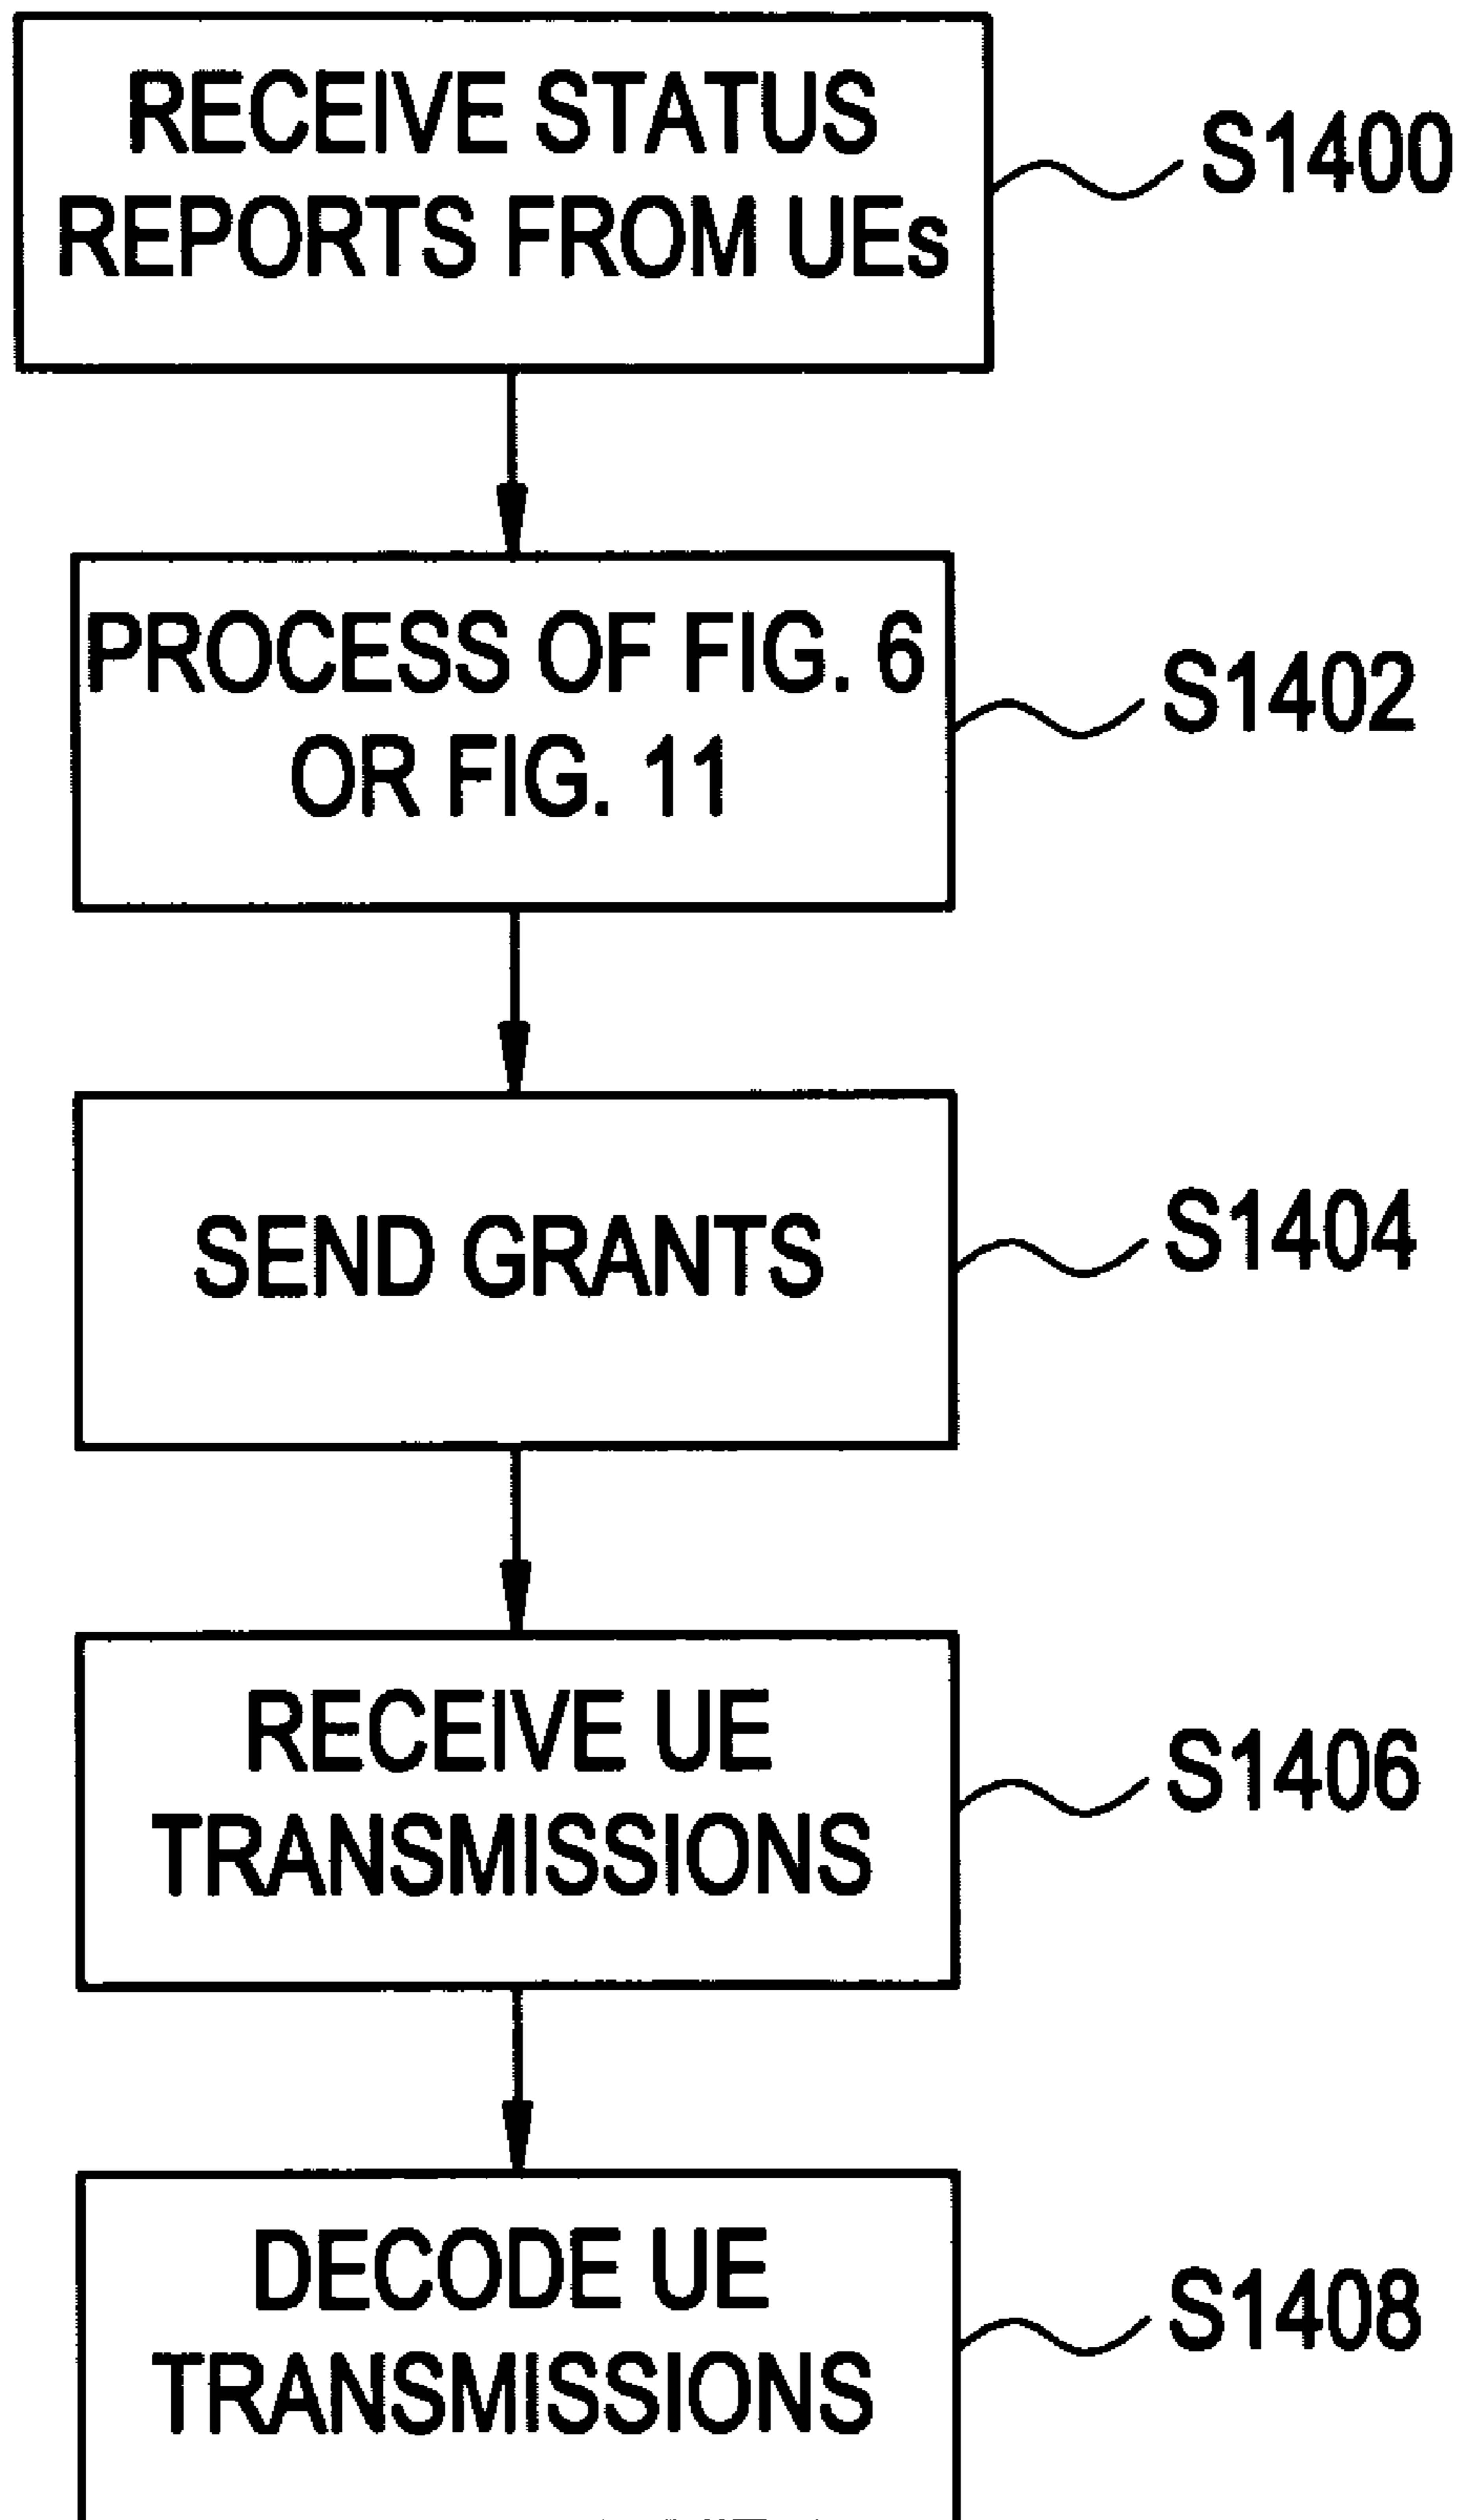 RECEIVE STATUS
REPORTS FROM UEs
S1400
PROCESS OF FIG. 6
OR FIG. 11
S1402
SEND GRANTS
S1404
RECEIVE UE
TRANSMISSIONS
S1406
DECODE UE
TRANSMISSIONS
S1408